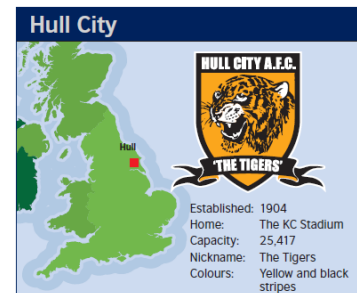 Hull City
HULL CITY A.F.C.
Hull
'THE TIGERS'
Established: 1904
Home: The KC Stadium
Capacity: 25,417
Nickname: The Tigers
Colours: Yellow and black
stripes